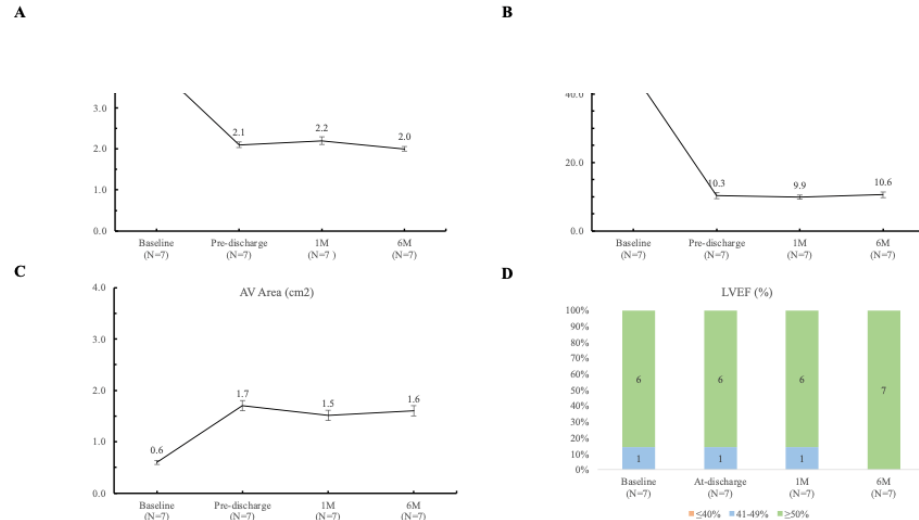 A
3.0
2.0
1.0
0.0
2.1
2.2
2.0
Baseline
(N=7)
Pre-discharge
(N=7)
1M
(N=7 )
6M
(N=7)
B
40.0
20.0
0.0
10.3
9.9
10.6
Baseline
(N=7)
Pre-discharge
(N=7)
1M
(N=7)
6M
(N=7)
C
AV Area (cm2)
4.0
3.0
2.0
1.0
0.0
0.6
1.7
1.5
1.6
Baseline
(N=7)
Pre-discharge
(N=7)
1M
(N=7)
6M
(N=7)
D
LVEF (%)
100%
90%
80%
70%
60%
50%
40%
30%
20%
10%
0%
6
6
6
7
1
1
1
Baseline
(N=7)
At-discharge
(N=7)
1M
(N=7)
6M
(N=7)
≤40% 41-49% ≥50%